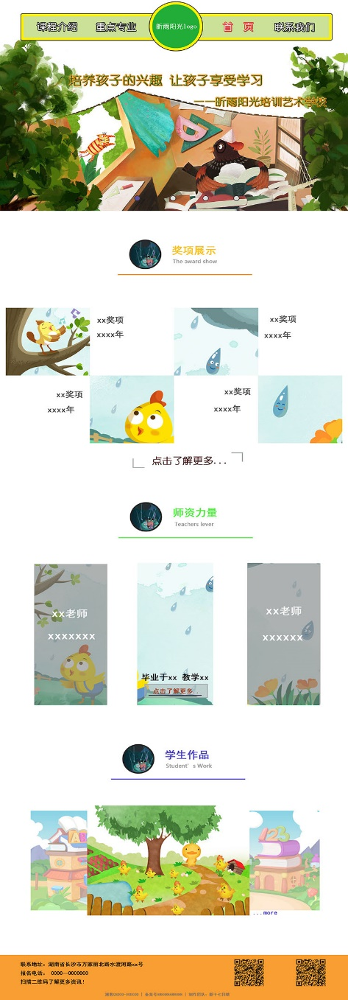 课程介绍 重点专业 昕雨阳光logo 首 页 联系我们
培养孩子的兴趣 让孩子享受学习
——昕雨阳光培训艺术学校
奖项展示
The award show
xx奖项
xxxx年
xx奖项
xxxx年
xx奖项
xxxx年
xx奖项
xxxx年
点击了解更多...
师资力量
Teachers lever
xx老师
xxxxxxx
毕业于xx 教学xx
点击了解更多..
xx老师
xxxxxx
学生作品
Student’s Work
123
...more
联系地址：湖南省长沙市万家丽北路水渡河路xx号
报名电话： 0000—0000000
扫描二维码了解更多资讯！